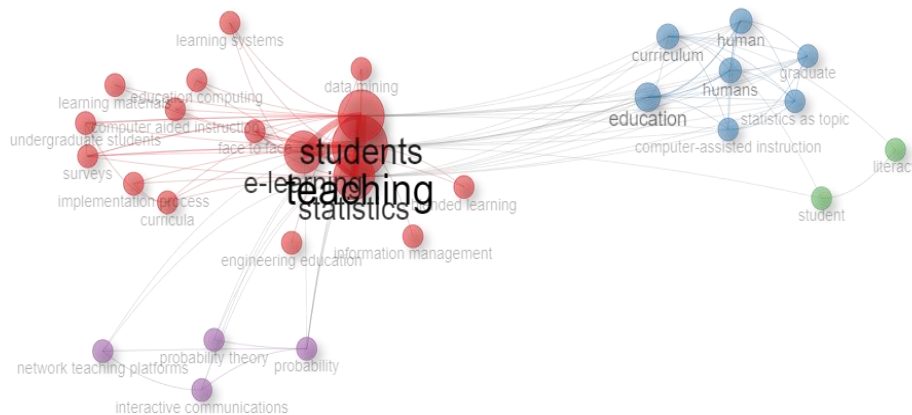 human
learning systems
curriculum
graduate
data mining
humans
education computing
learning materials
education
statistics as topic
computer aided instruction
undergraduate students
face to face
computer-assisted instruction
students
surveys
e-learning
teaching
implementation process
blended learning
statistics
student
curricula
information management
engineering education
probability theory
probability
network teaching platforms
interactive communications